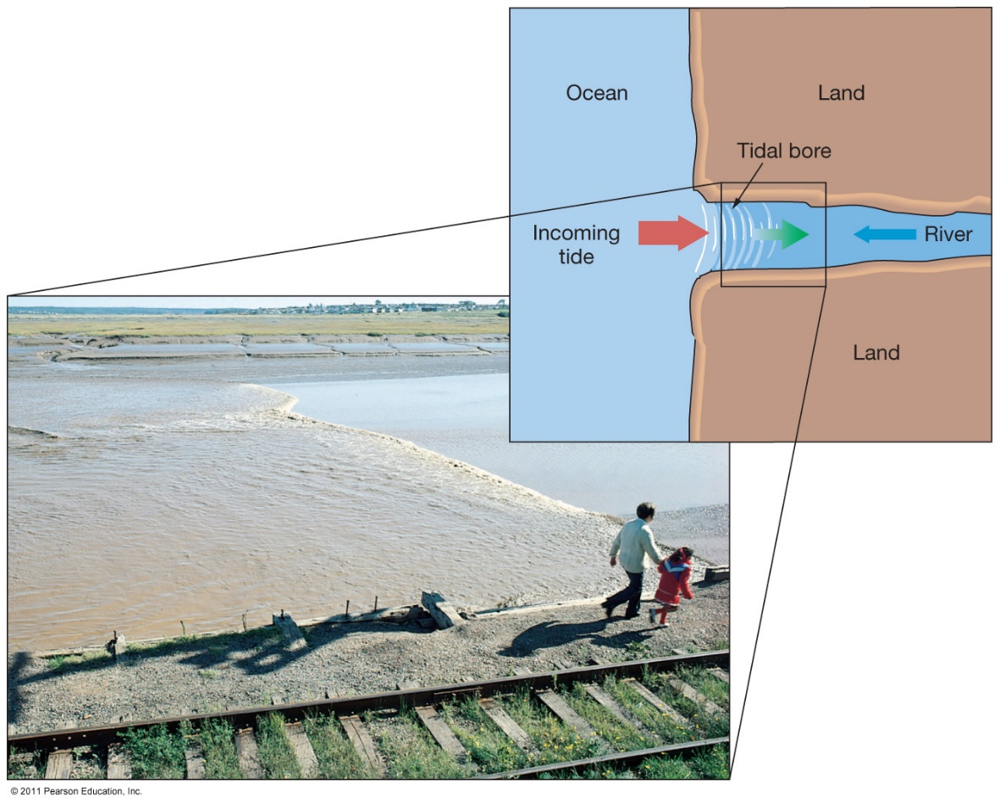 Ocean
Land
Tidal bore
Incoming
tide
River
Land
© 2011 Pearson Education, Inc.